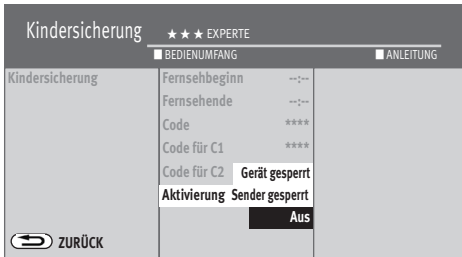 Kindersicherung ★★★ EXPERTE
BEDIENUMFANG ANLEITUNG
Kindersicherung Fernsehbeginn --:--
Fernsehende --:--
Code ****
Code für C1 ****
Code für C2 Gerät gesperrt
Aktivierung Sender gesperrt
Aus
ZURÜCK